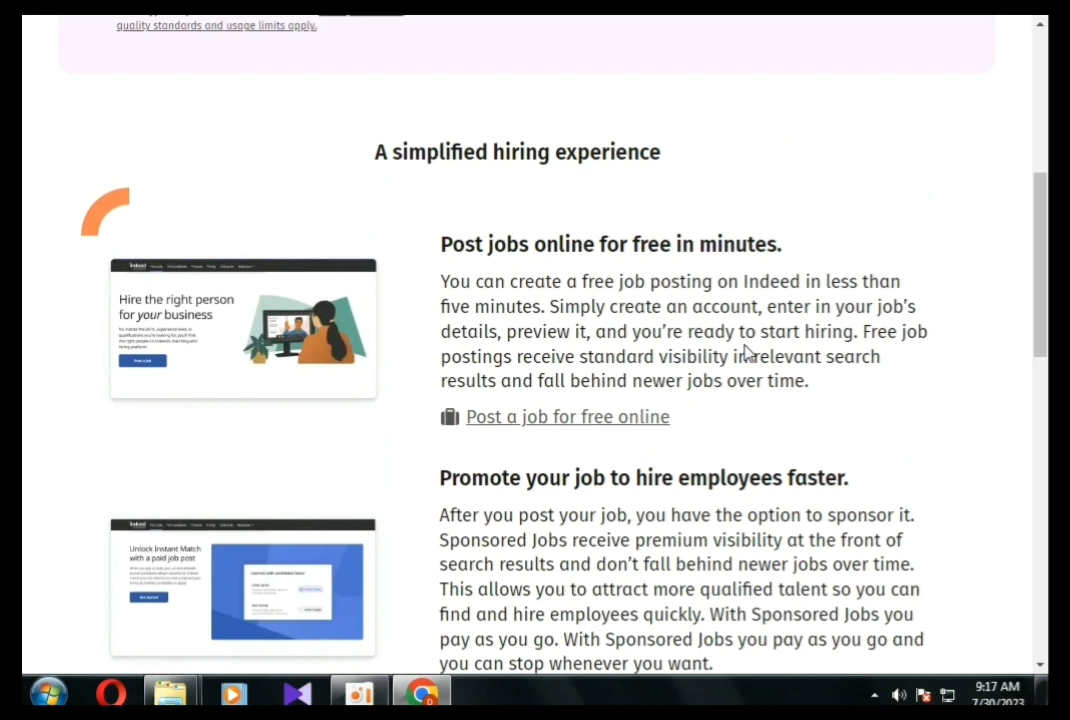 quality standards and usage limits apply.
A simplified hiring experience
Post jobs online for free in minutes.
You can create a free job posting on Indeed in less than
five minutes. Simply create an account, enter in your job's
details, preview it, and you're ready to start hiring. Free job
postings receive standard visibility in relevant search
results and fall behind newer jobs over time.
Post a job for free online
indeed
Hire the right person
for your business
Post a job
Promote your job to hire employees faster.
After you post your job, you have the option to sponsor it.
Sponsored Jobs receive premium visibility at the front of
search results and don't fall behind newer jobs over time.
This allows you to attract more qualified talent so you can
find and hire employees quickly. With Sponsored Jobs you
pay as you go. With Sponsored Jobs you pay as you go and
you can stop whenever you want.
indeed
Unlock Instant Match
with a paid job post
Get started
9:17 AM
7/30/2023